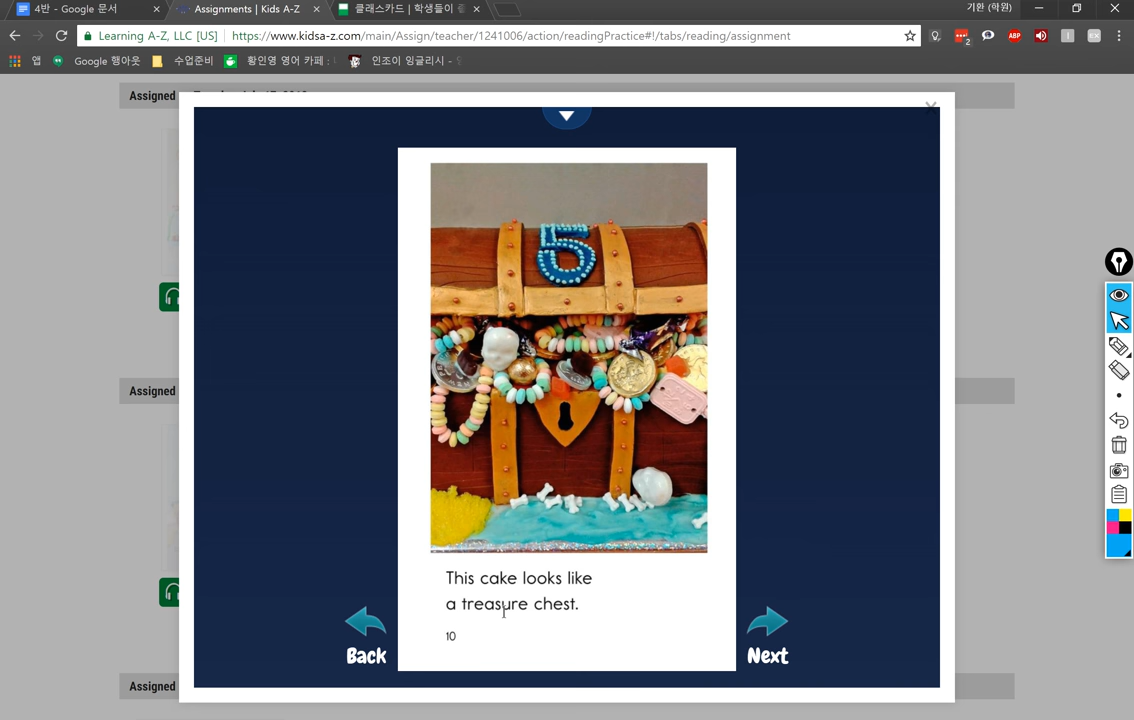 4반 - Google 문서
Assignments | Kids A-Z
클래스카드 | 학생들이
기환 (학원)
Learning A-Z, LLC [US]
https://www.kidsa-z.com/main/Assign/teacher/1241006/action/readingPractice#!/tabs/reading/assignment
ABP
2
앱
Google 행아웃
수업준비
황인영 영어 카페 :
인조이 잉글리시 -
Assigned
5
This cake looks like
a treasure chest.
10
Back
Next
Assigned
Assigned